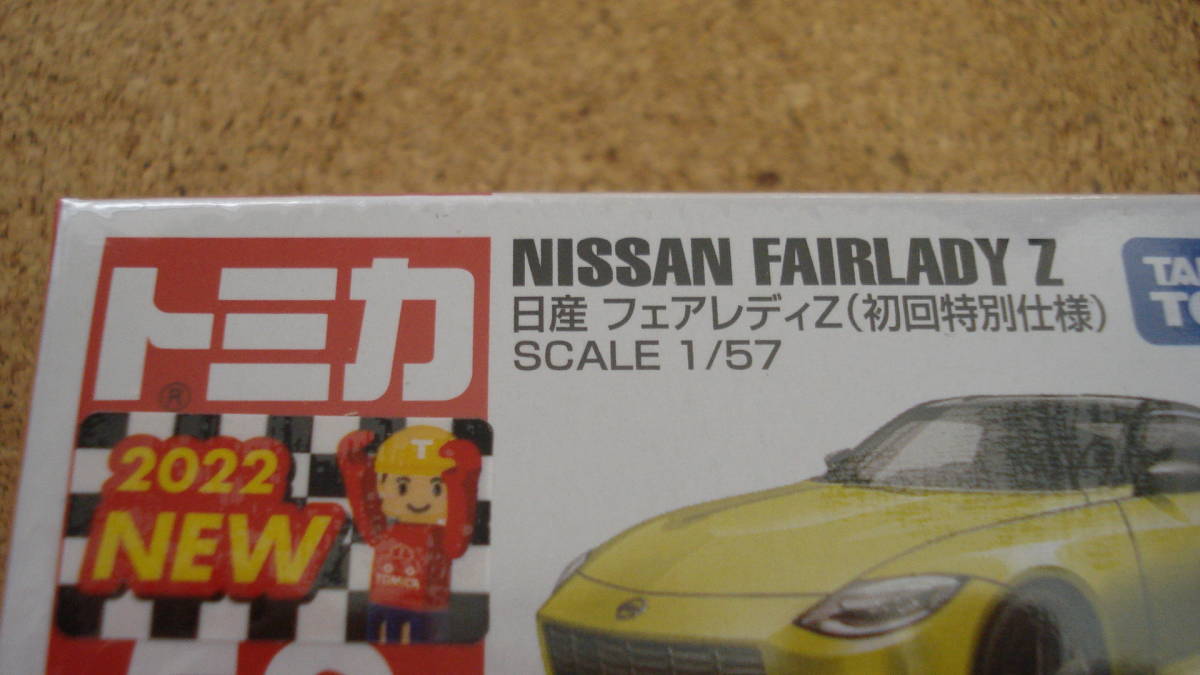 トミカ
®
2022
NEW
T
TOMICA
NISSAN FAIRLADY Z
日産 フェアレディZ(初回特別仕様)
SCALE 1/57